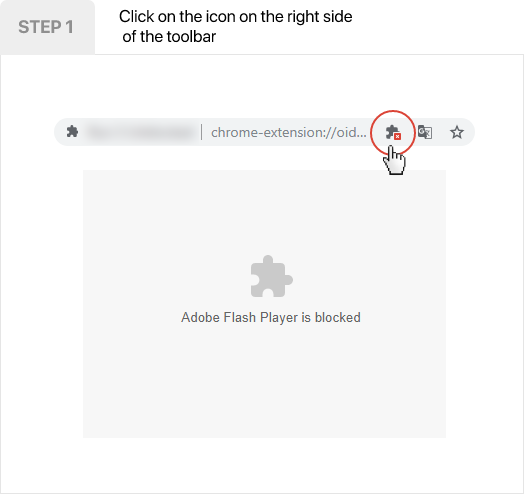 STEP 1
Click on the icon on the right side
of the toolbar
chrome-extension://oid...
Adobe Flash Player is blocked